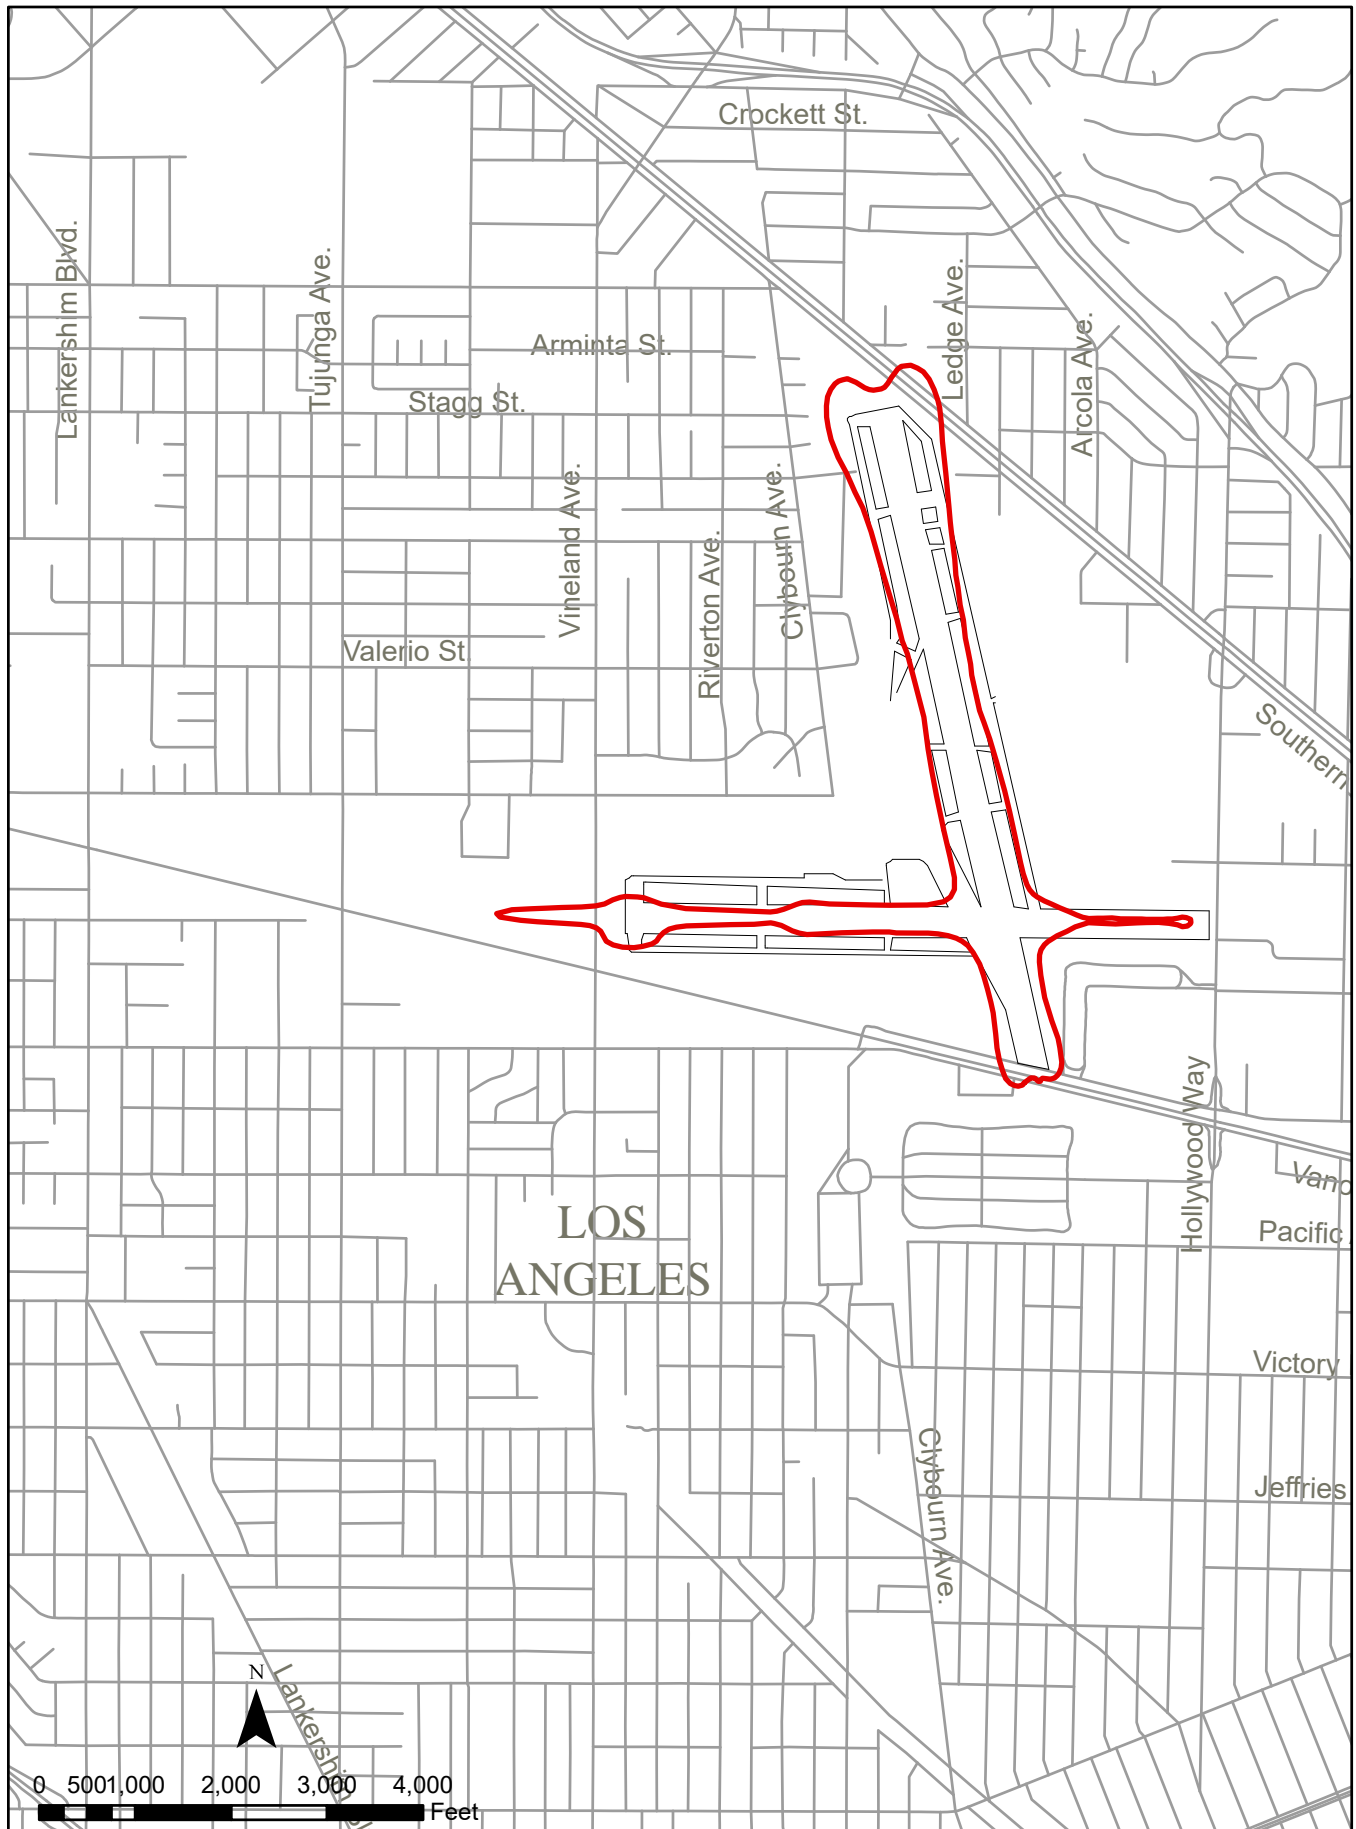 Crockett St.
Lankershim Blvd.
Tujunga Ave.
Ledge Ave.
Arcola Ave.
Arminta St.
Stagg St.
Vineland Ave.
Riverton Ave.
Clybourn Ave.
Valerio St.
Southern
Hollywood Way
Vano
Pacific
LOS
ANGELES
Victory
Clybourn Ave.
Jeffries
N
Lankershim
0 500 1,000 2,000 3,000 4,000
Feet